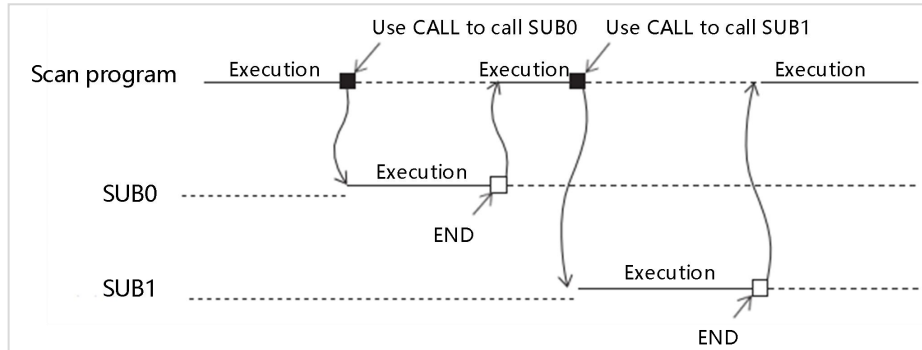 Use CALL to call SUB0 Use CALL to call SUB1
Scan program Execution Execution Execution
Execution
SUB0
END
Execution
SUB1
END